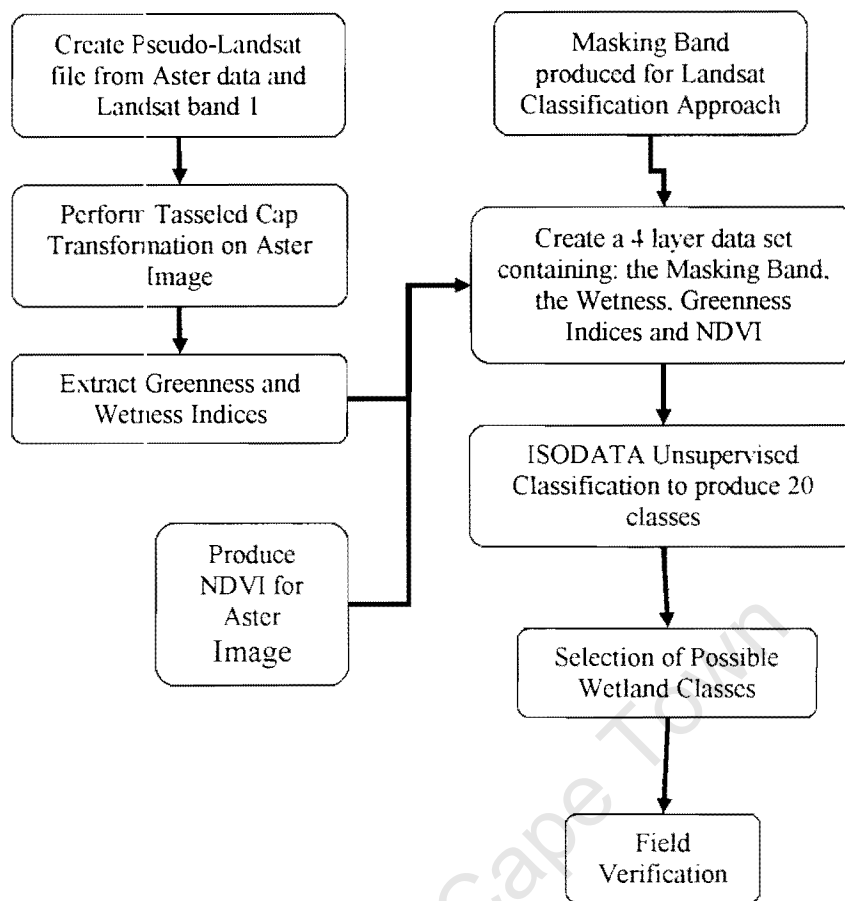 Create Pseudo-Landsat
file from Aster data and
Landsat band 1
Perform Tasseled Cap
Transformation on Aster
Image
Extract Greenness and
Wetness Indices
Produce
NDVI for
Aster
Image
Masking Band
produced for Landsat
Classification Approach
Create a 4 layer data set
containing: the Masking Band,
the Wetness, Greenness
Indices and NDVI
ISODATA Unsupervised
Classification to produce 20
classes
Selection of Possible
Wetland Classes
Field
Verification
Cape Town